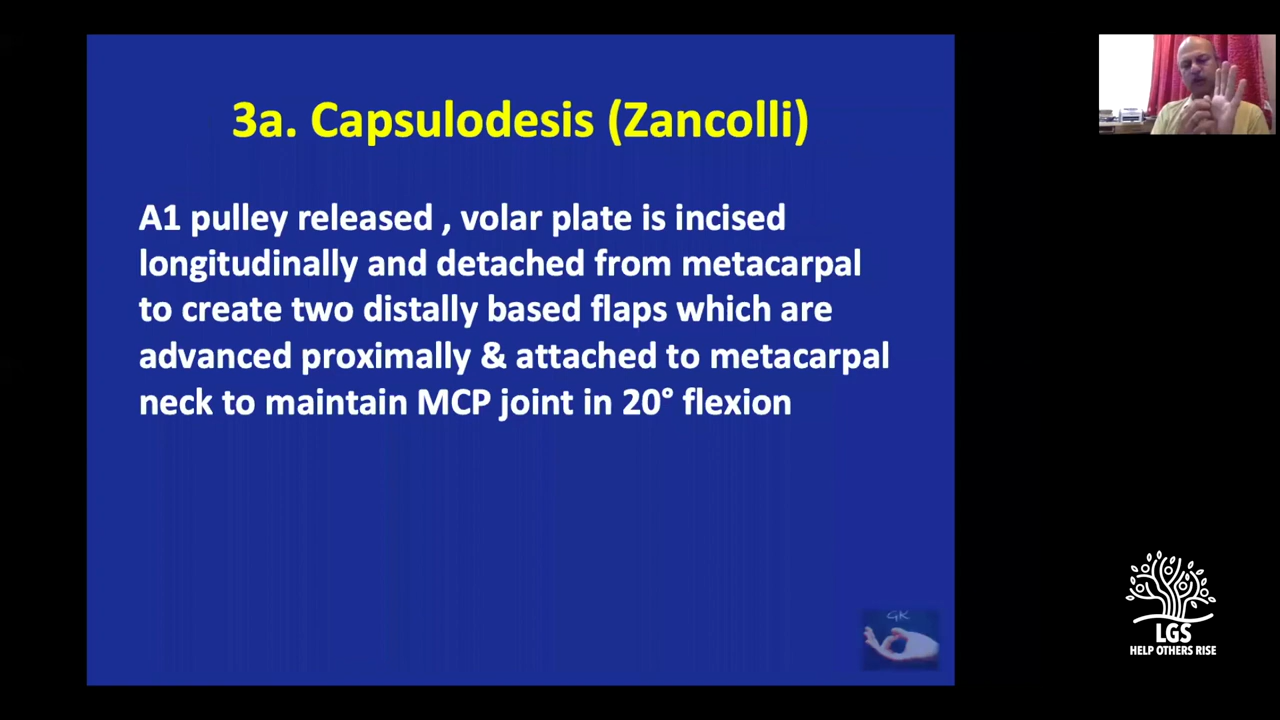 3a. Capsulodesis (Zancolli)
A1 pulley released , volar plate is incised
longitudinally and detached from metacarpal
to create two distally based flaps which are
advanced proximally & attached to metacarpal
neck to maintain MCP joint in 20° flexion
GK
LGS
HELP OTHERS RISE